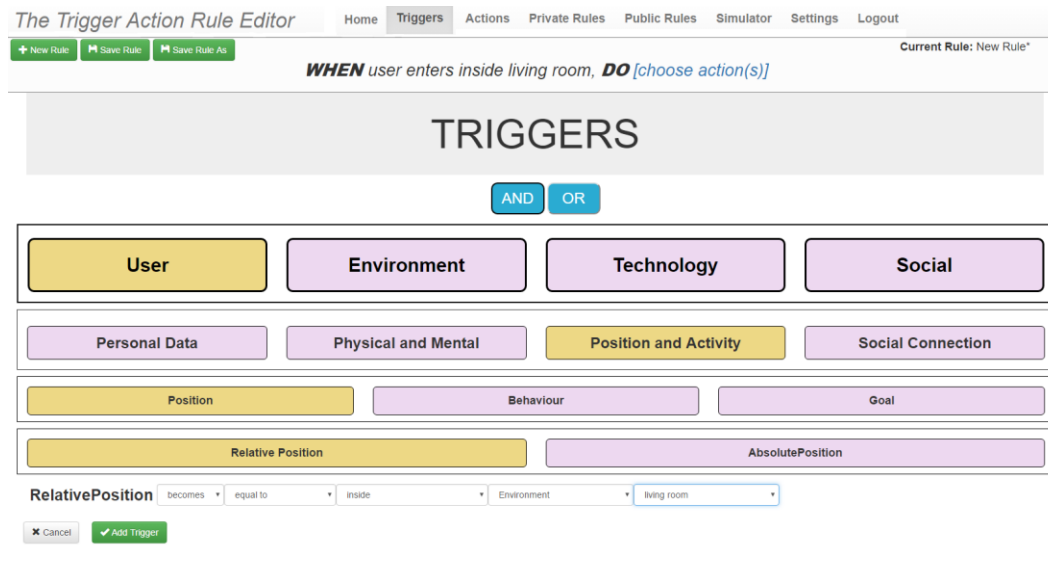 The Trigger Action Rule Editor Home Triggers Actions Private Rules Public Rules Simulator Settings Logout
New Rule Save Rule Save Rule As Current Rule: New Rule*
WHEN user enters inside living room, DO [choose action(s)]
TRIGGERS
AND OR
User Environment Technology Social
Personal Data Physical and Mental Position and Activity Social Connection
Position Behaviour Goal
Relative Position AbsolutePosition
RelativePosition becomes equal to inside Environment living room
Cancel Add Trigger